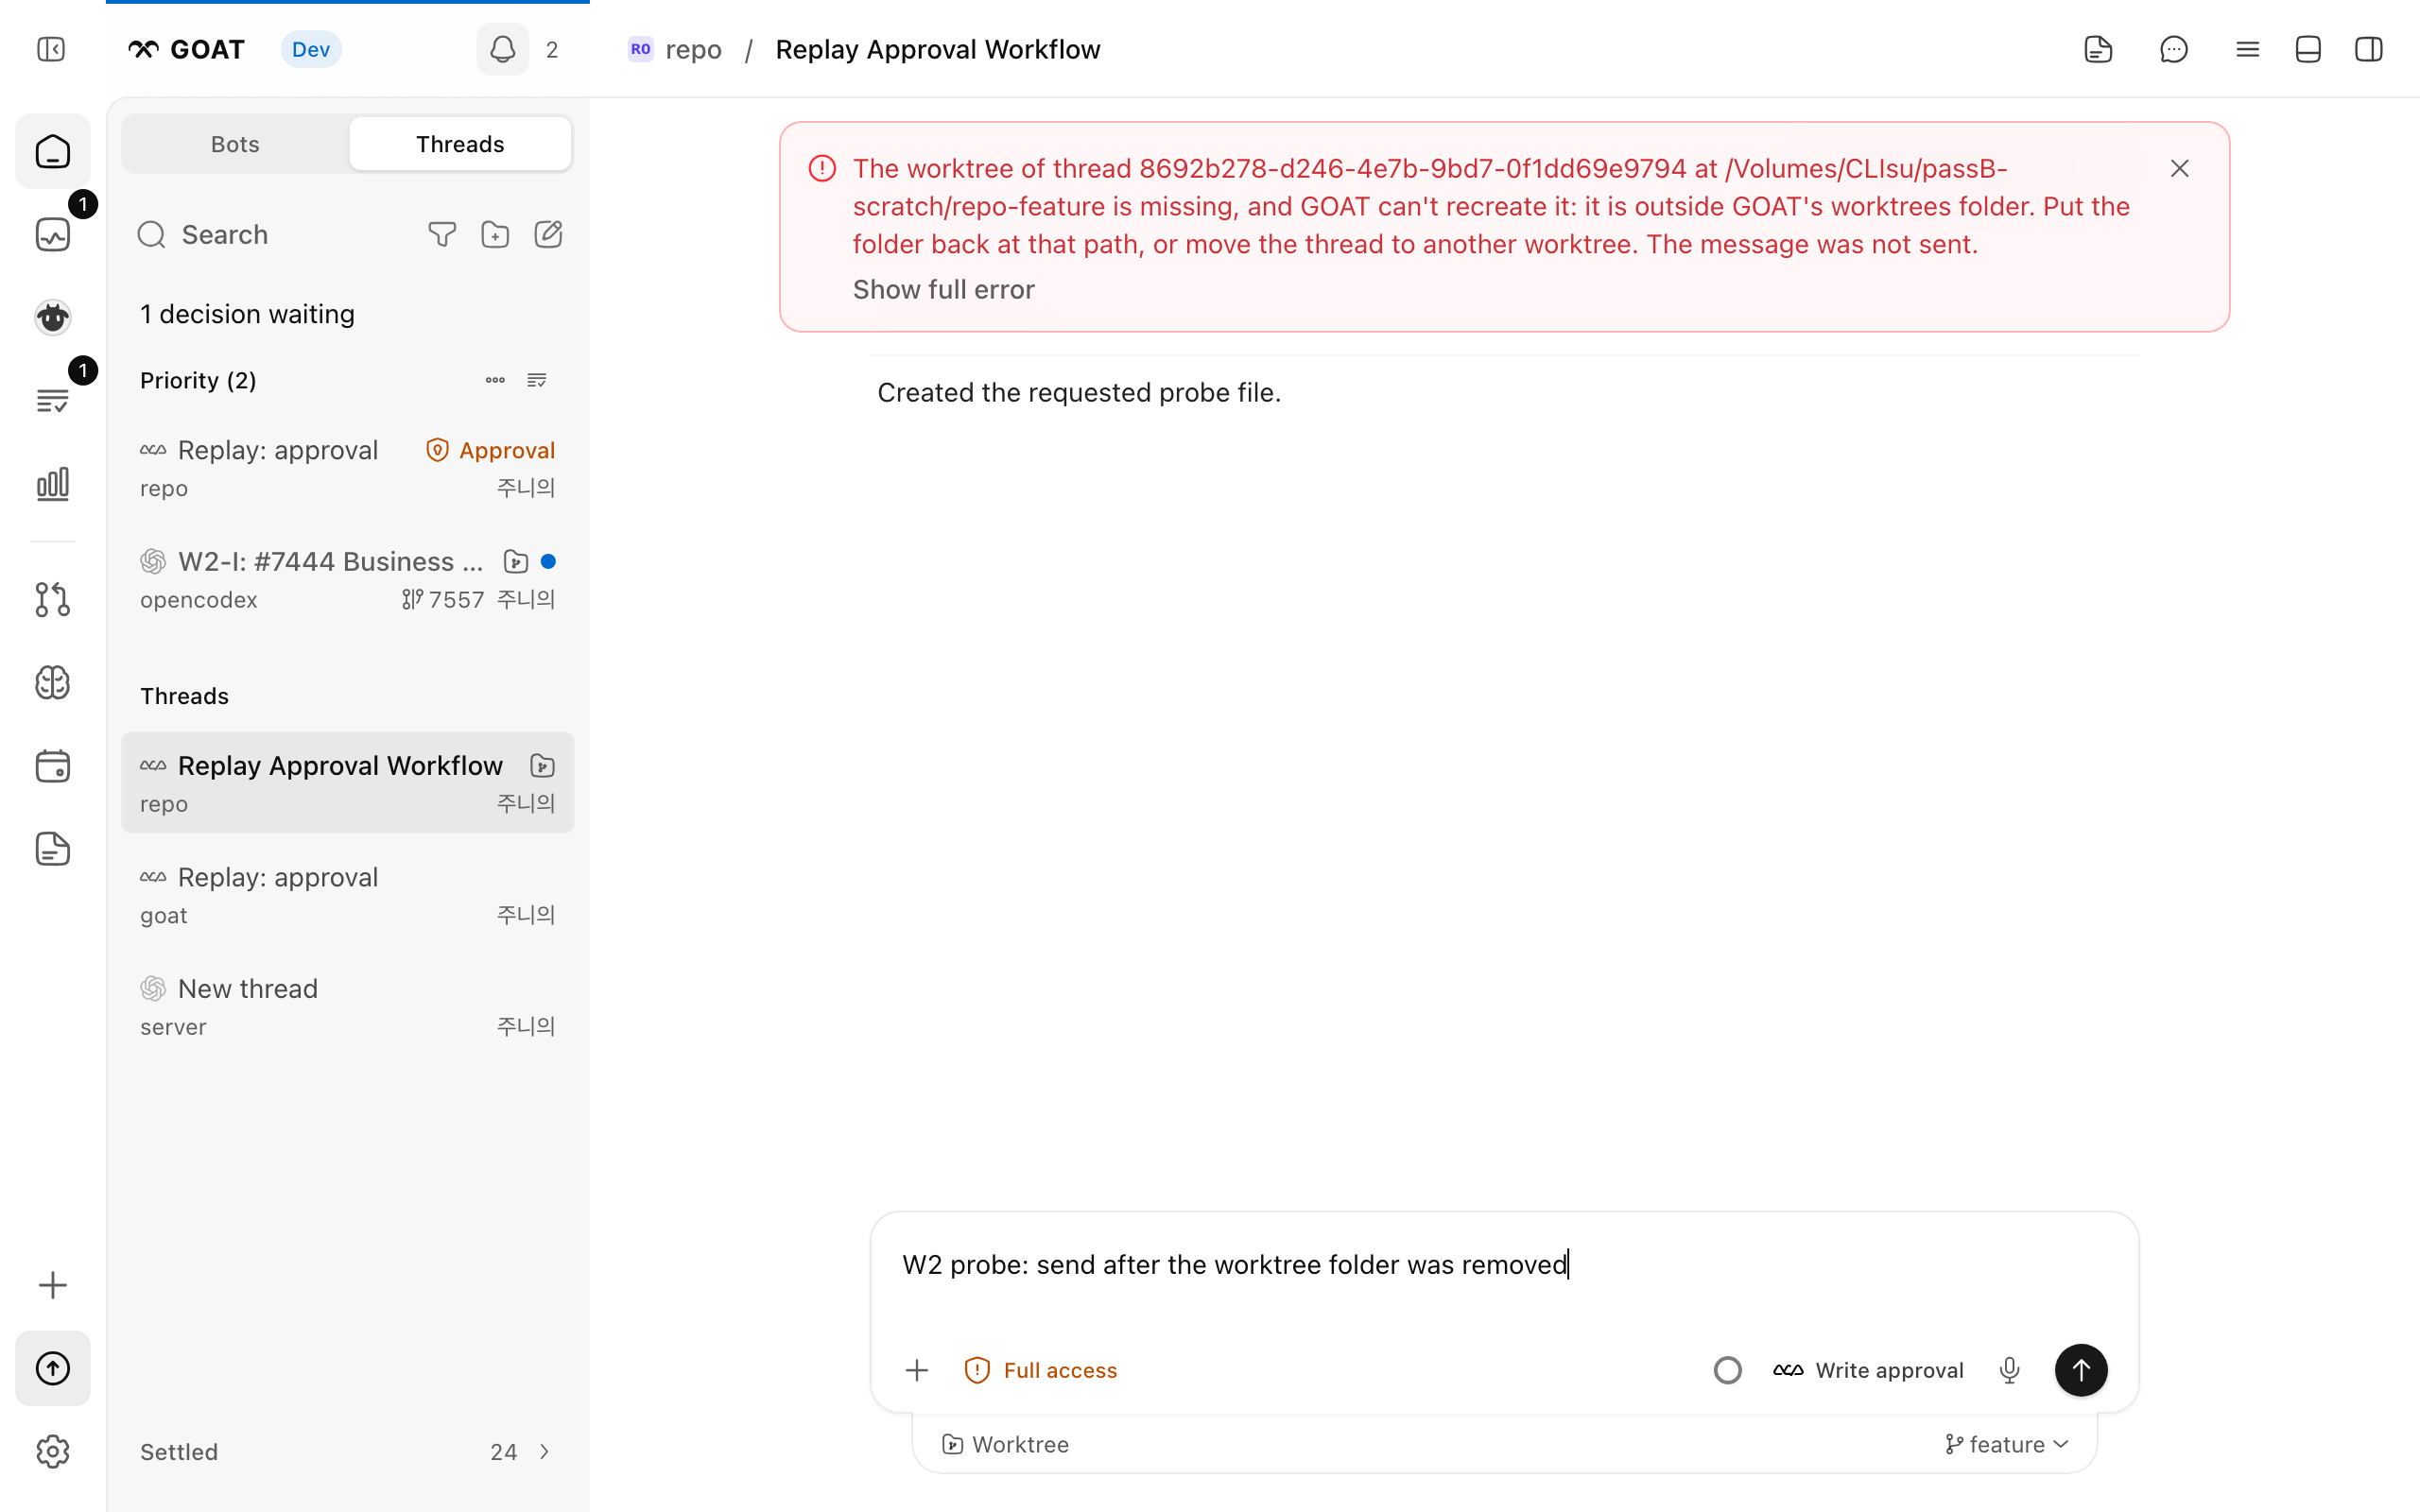 GOAT
Dev
2
RO repo / Replay Approval Workflow
Bots
Threads
1
Search
1 decision waiting
1
Priority (2)
Replay: approval
Approval
repo
주니의
W2-I: #7444 Business ...
opencodex
7557 주니의
Threads
Replay Approval Workflow
repo
주니의
Replay: approval
goat
주니의
New thread
server
주니의
Settled
24
The worktree of thread 8692b278-d246-4e7b-9bd7-0f1dd69e9794 at /Volumes/CLIsu/passB-
scratch/repo-feature is missing, and GOAT can't recreate it: it is outside GOAT's worktrees folder. Put the
folder back at that path, or move the thread to another worktree. The message was not sent.
Show full error
Created the requested probe file.
W2 probe: send after the worktree folder was removed
Full access
Write approval
Worktree
feature